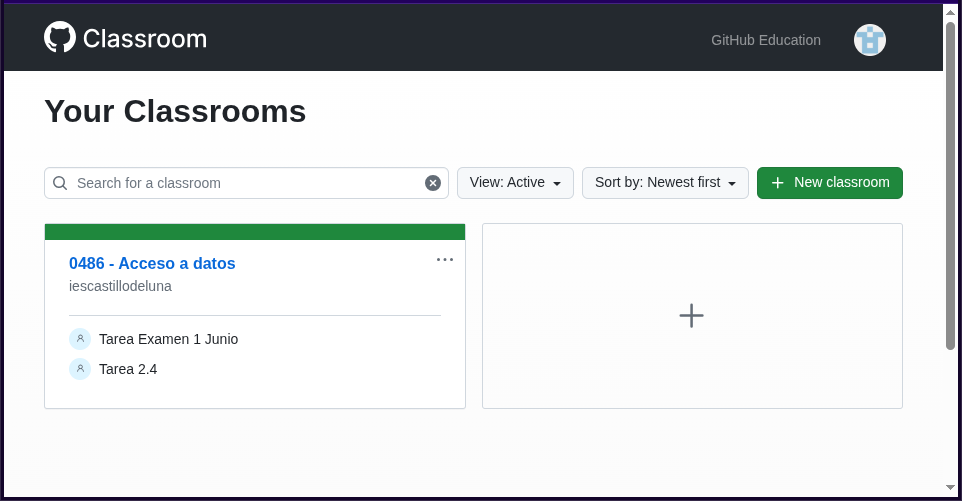 Classroom
GitHub Education
Your Classrooms
Search for a classroom
View: Active
Sort by: Newest first
New classroom
0486 - Acceso a datos
iescastillodeluna
Tarea Examen 1 Junio
Tarea 2.4